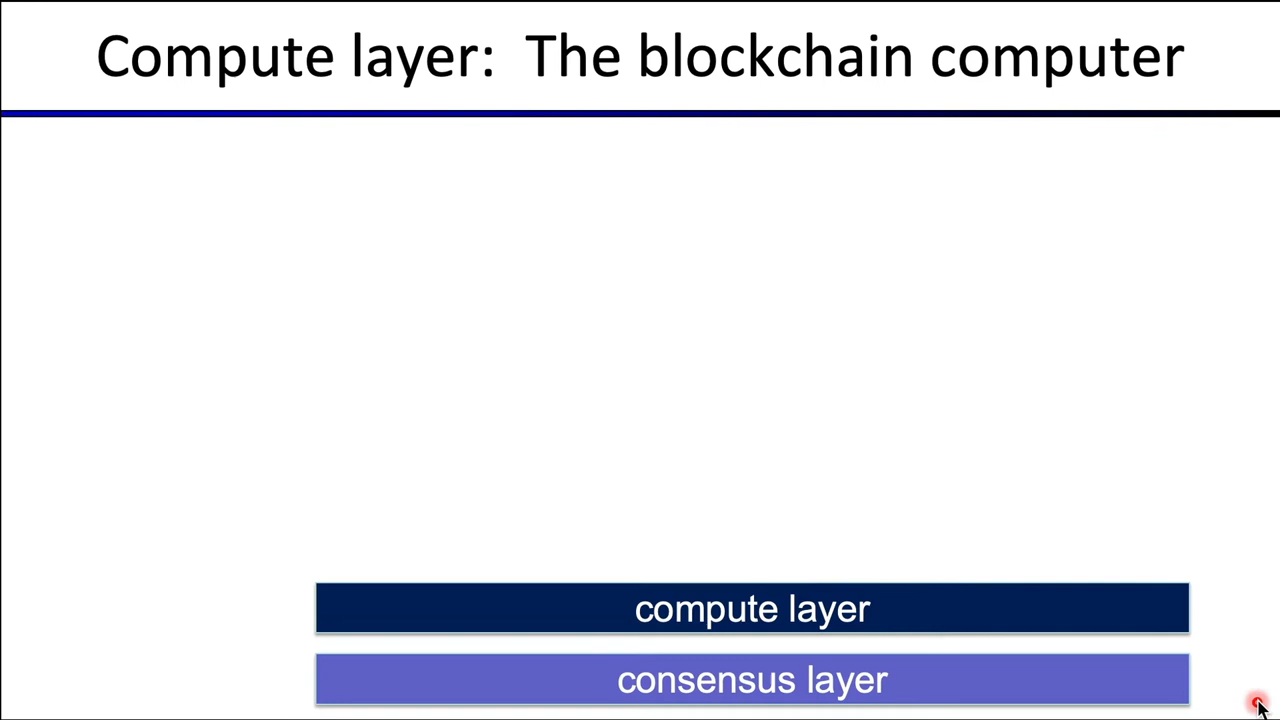 Compute layer:  The blockchain computer
compute layer
consensus layer